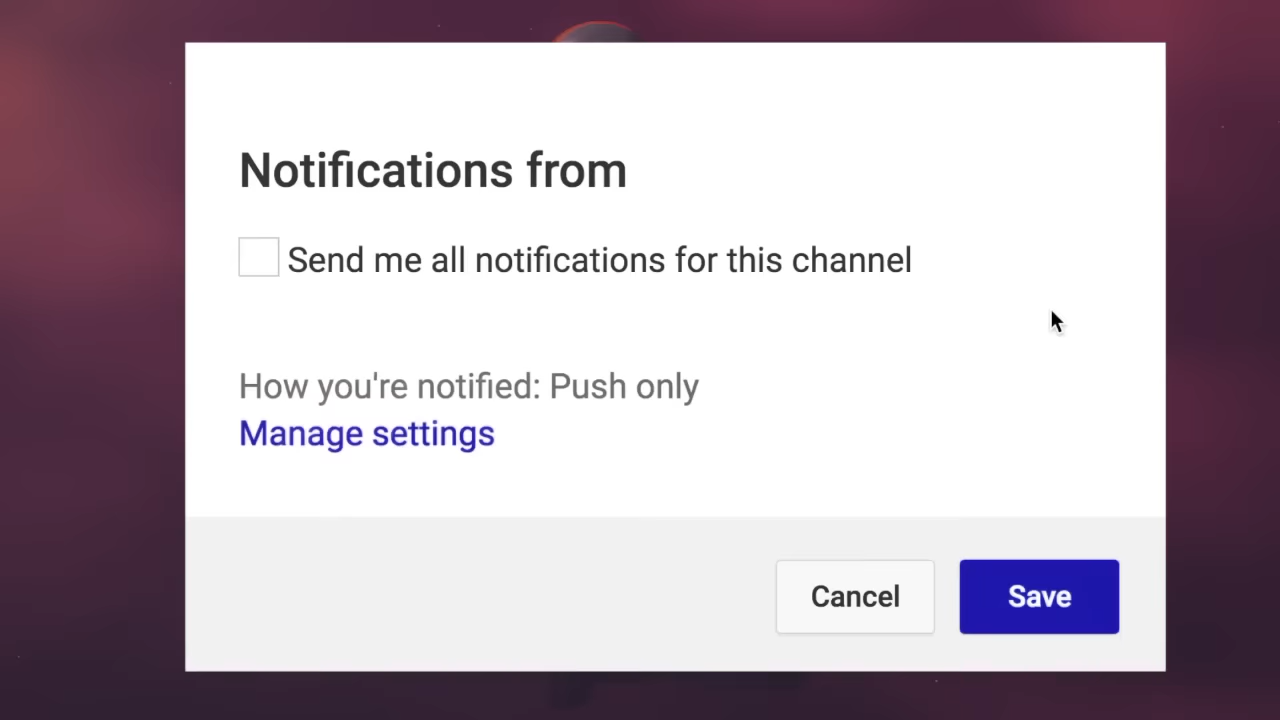 Notifications from
Send me all notifications for this channel
How you're notified: Push only
Manage settings
Cancel Save